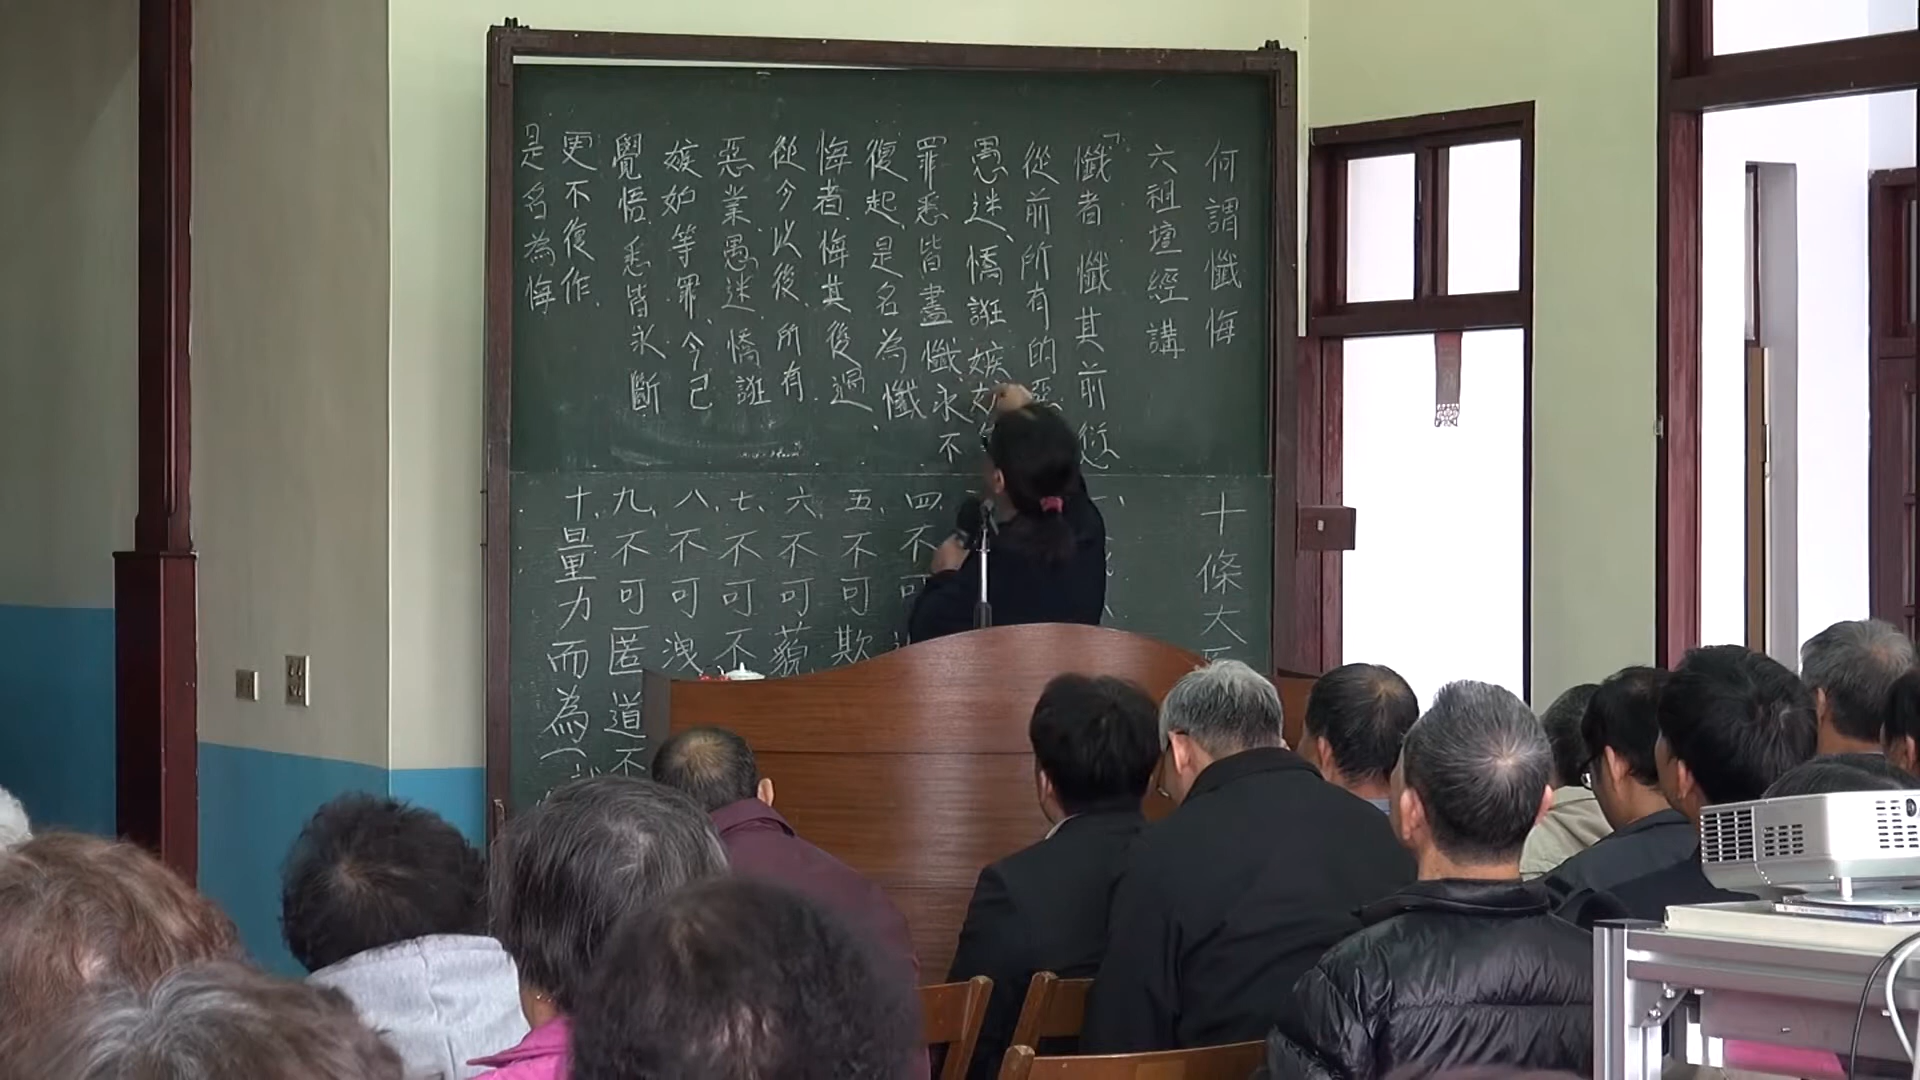 何謂懺悔
六祖壇經講
「懺者懺其前愆
從前所有的惡
愚迷、憍誑嫉妒
罪悉皆盡懺永不
復起、是名為懺
悔者、悔其後過、
從今以後、所有
惡業、愚迷、憍誑
嫉妒等罪、今已
覺悟、悉皆永斷
更不復作、
是名為悔
十條大
一、
四、不可
五、不可欺
六、不可藐
七、不可不
八、不可洩
九、不可匿道不
十、量力而為(